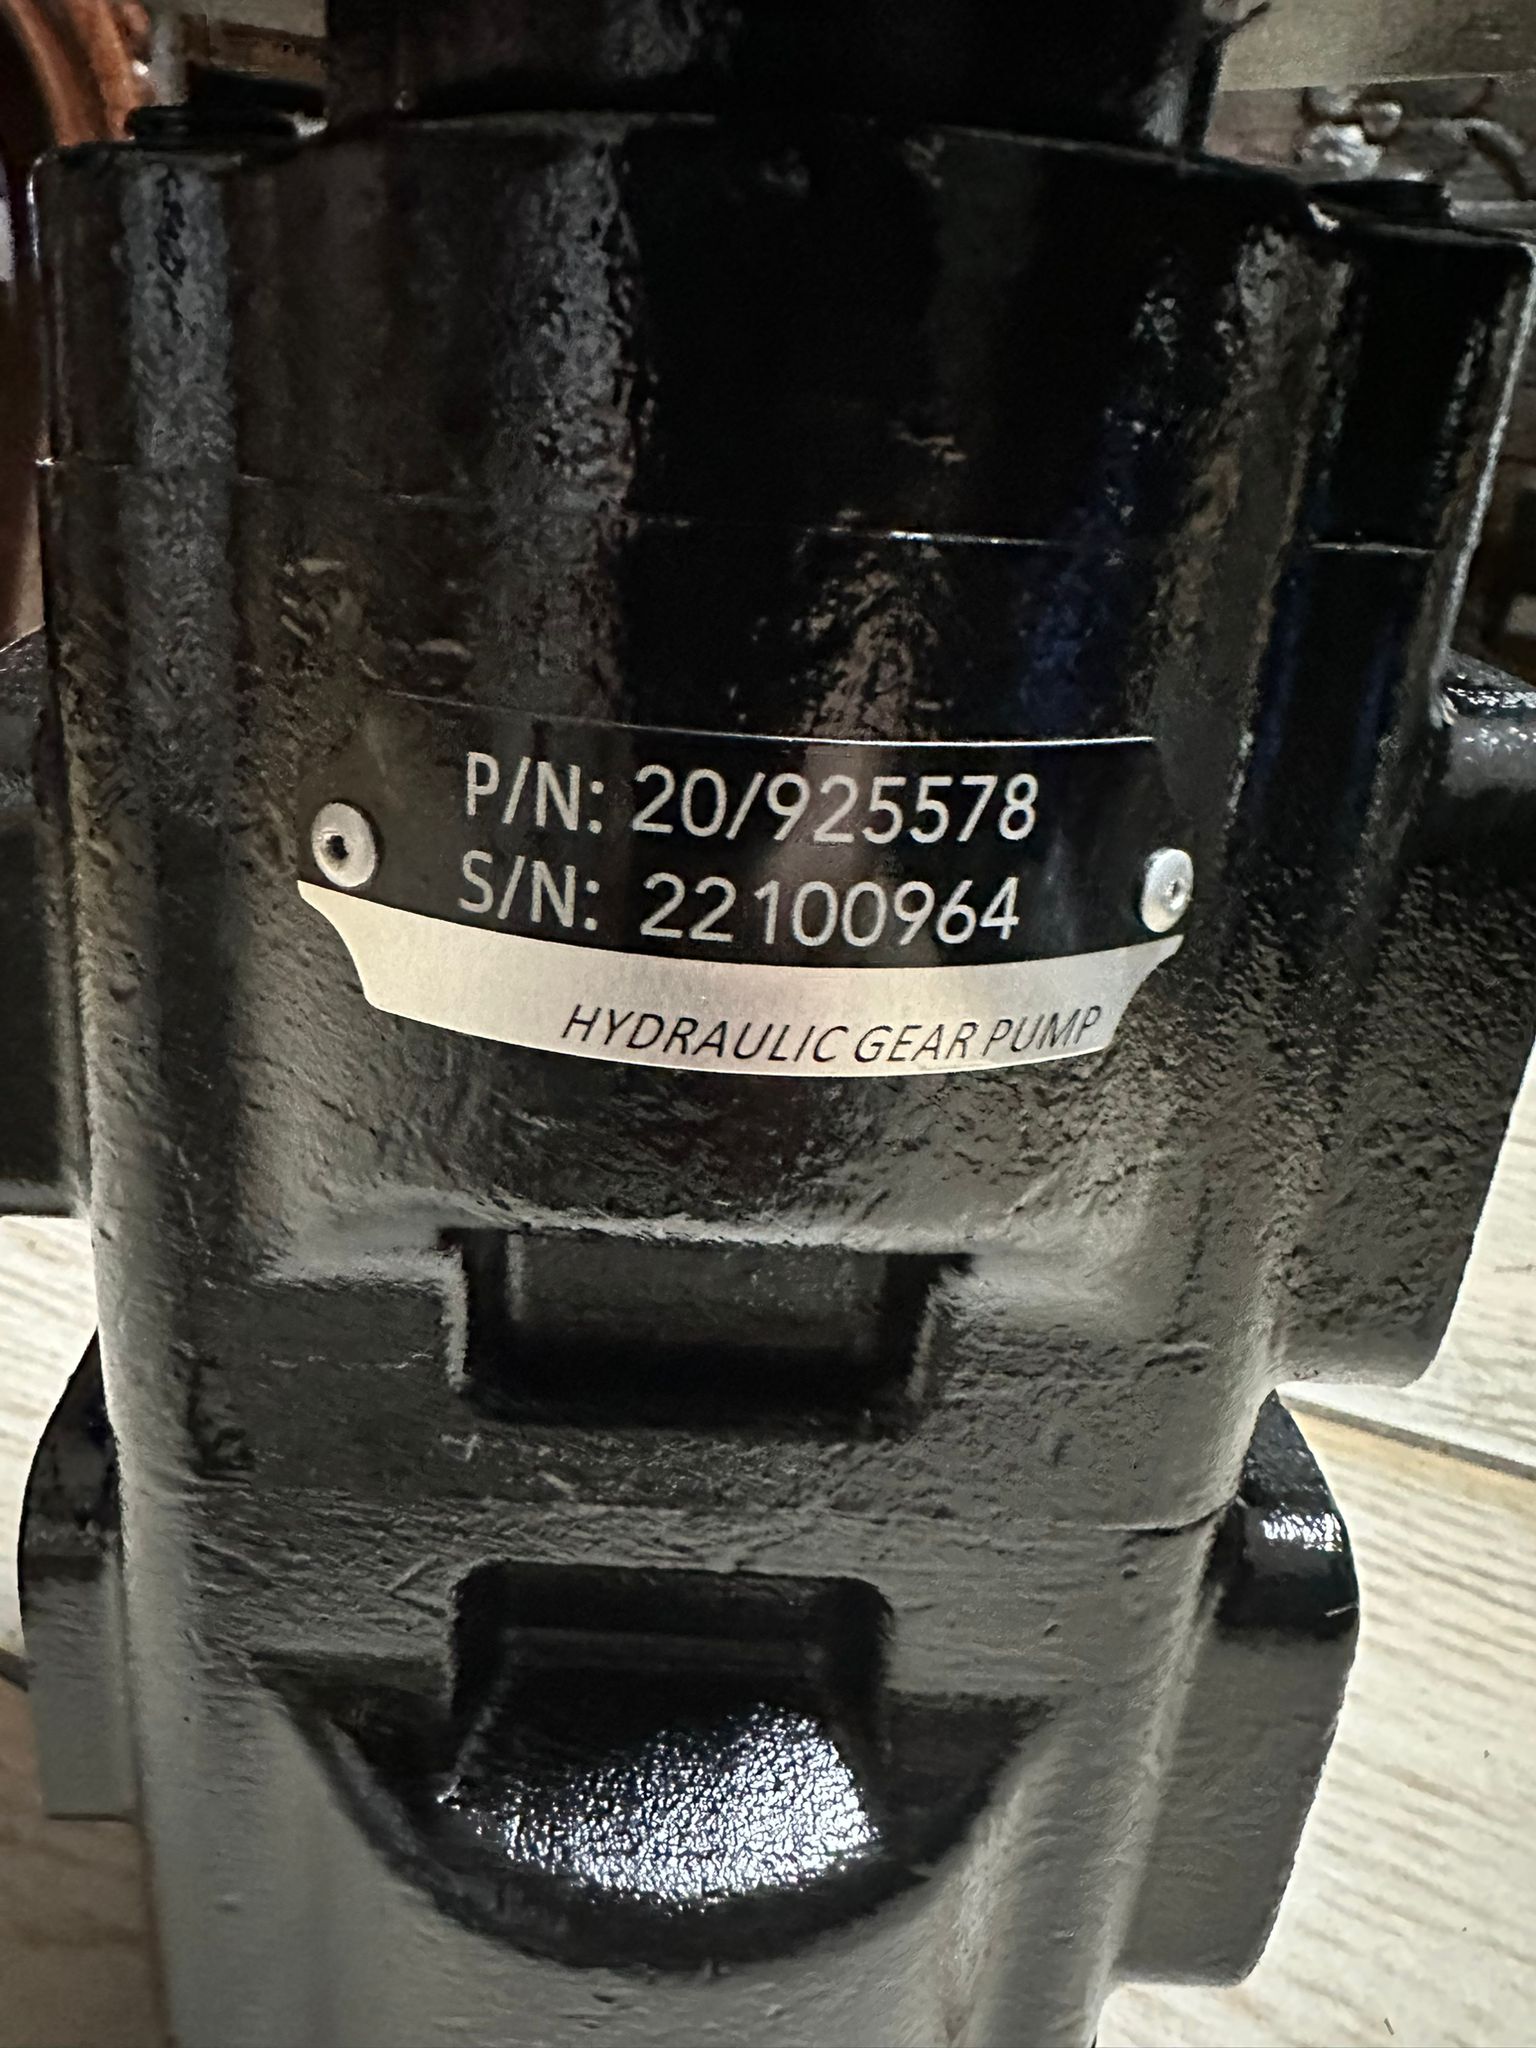 P/N: 20/925578
S/N: 22100964
HYDRAULIC GEAR PUMP